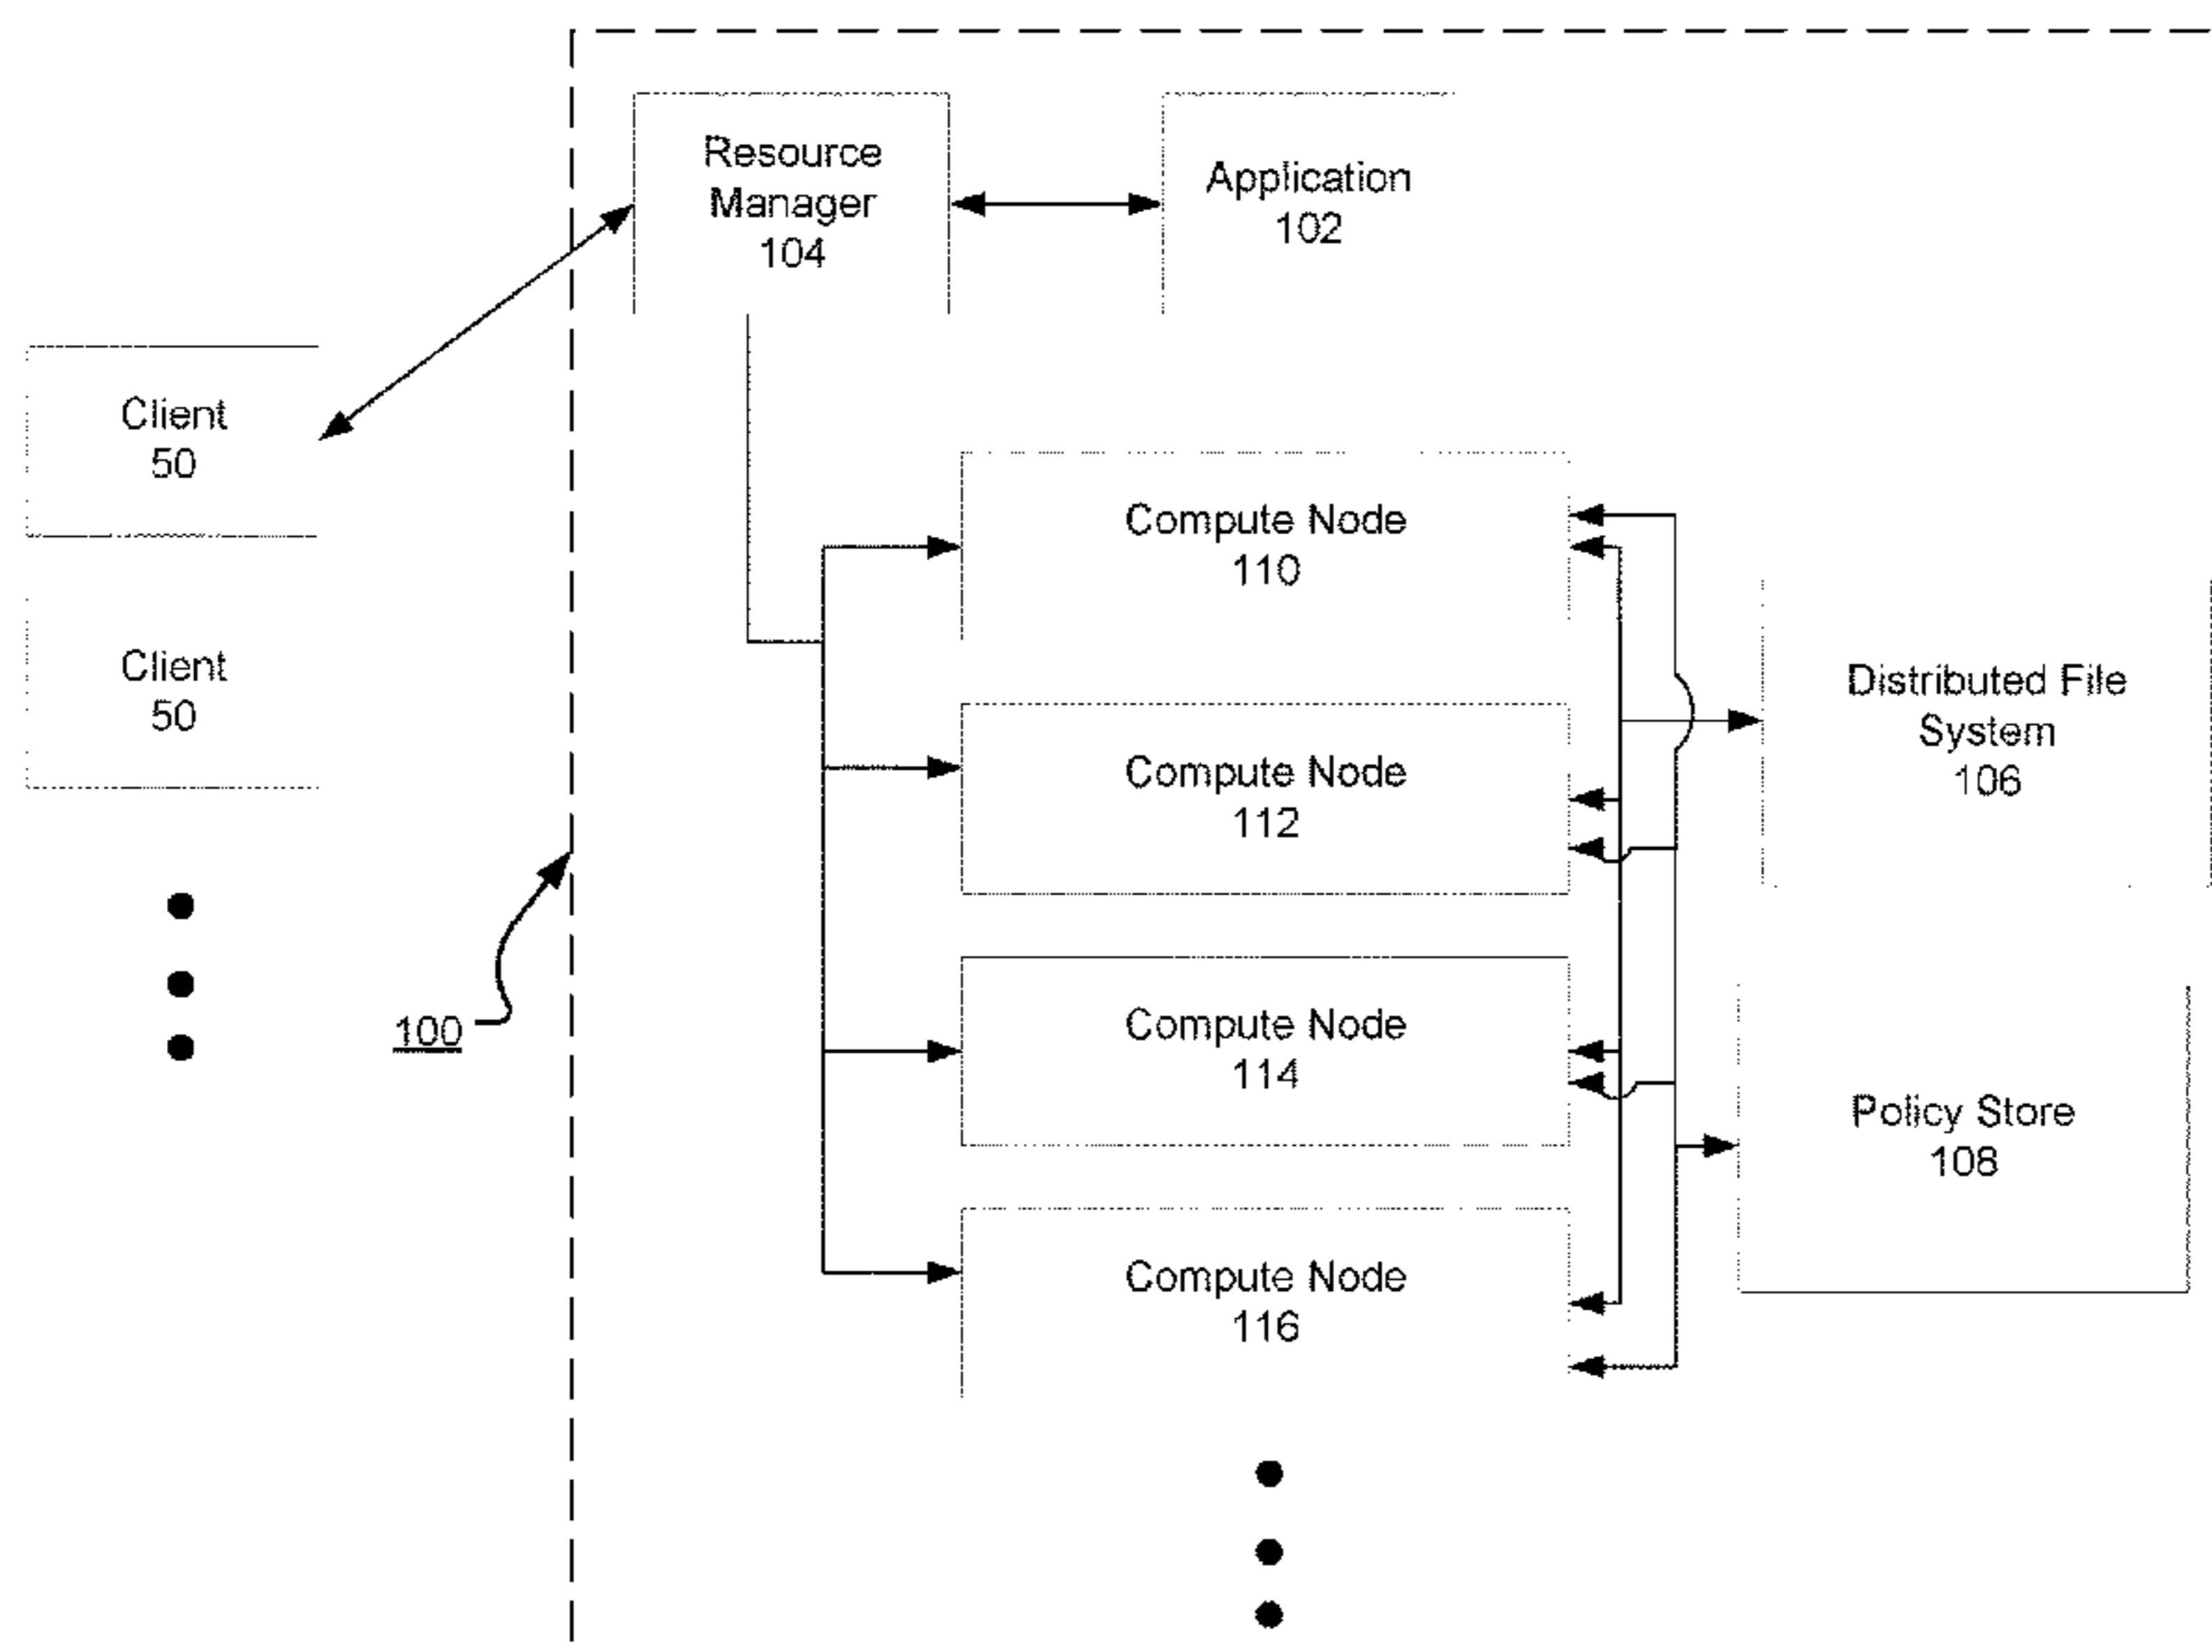 Resource
Manager
104
Application
102
Client
50
Client
50
100
Compute Node
110
Compute Node
112
Compute Node
114
Compute Node
116
Distributed File
System
106
Policy Store
108